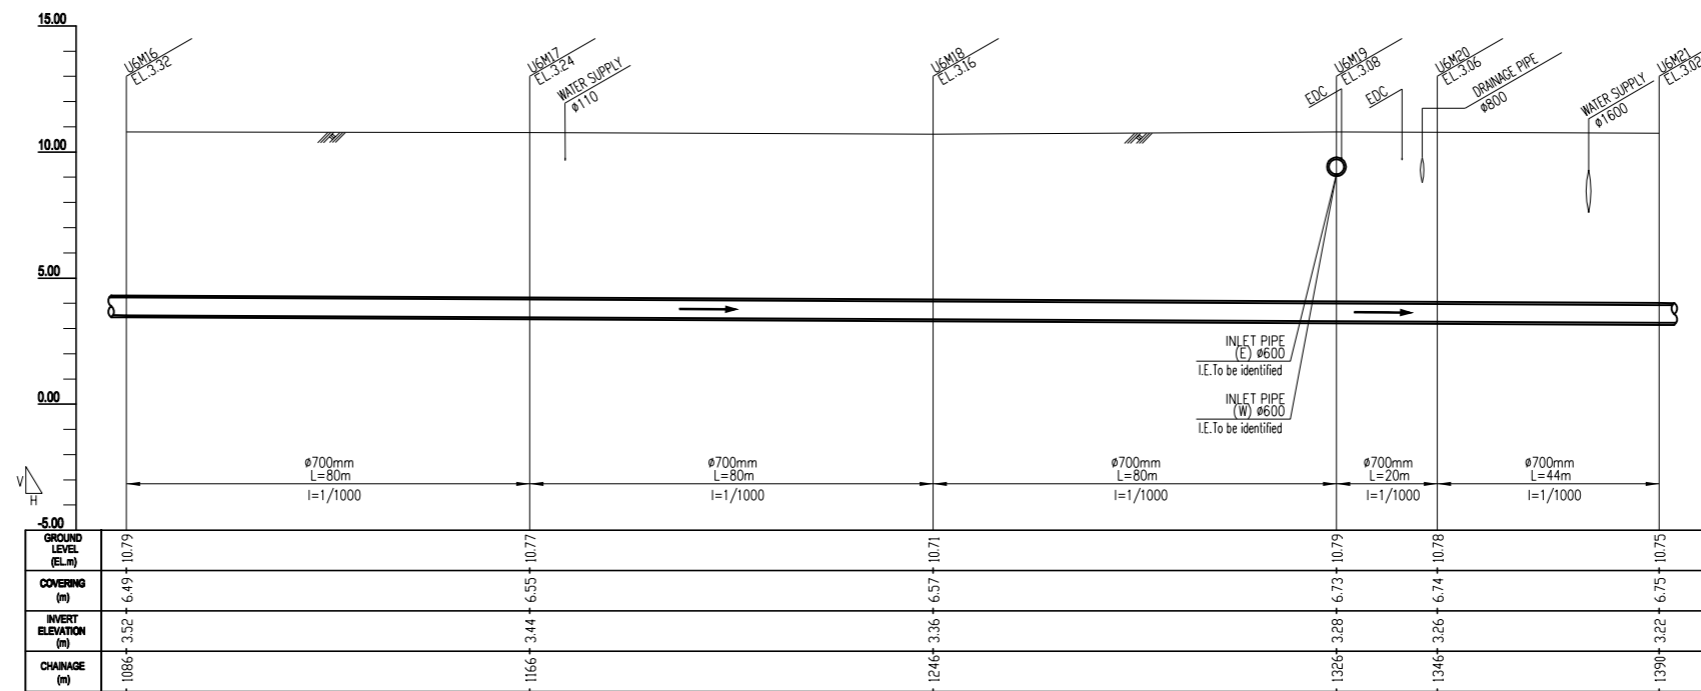 15.00
10.00
5.00
0.00
-5.00
U6M16
EL.3.32
U6M17
EL.3.24
WATER SUPPLY
ø110
U6M18
EL.3.16
EDC
U6M19
EL.3.08
EDC
U6M20
EL.3.06
DRAINAGE PIPE
ø800
WATER SUPPLY
ø1600
U6M21
EL.3.02
INLET PIPE
(E) ø600
I.E.To be identified
INLET PIPE
(W) ø600
I.E.To be identified
V
H
ø700mm
L=80m
I=1/1000
ø700mm
L=80m
I=1/1000
ø700mm
L=80m
I=1/1000
ø700mm
L=20m
I=1/1000
ø700mm
L=44m
I=1/1000
GROUND
LEVEL
(EL.m)
10.79
10.77
10.71
10.79
10.78
10.75
COVERING
(m)
6.49
6.55
6.57
6.73
6.74
6.75
INVERT
ELEVATION
(m)
3.52
3.44
3.36
3.28
3.26
3.22
CHAINAGE
(m)
1086
1166
1246
1326
1346
1390